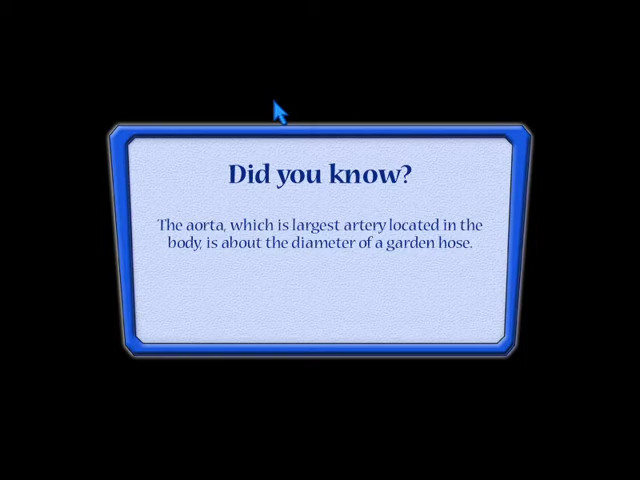 Did you know?
The aorta, which is largest artery located in the
body, is about the diameter of a garden hose.